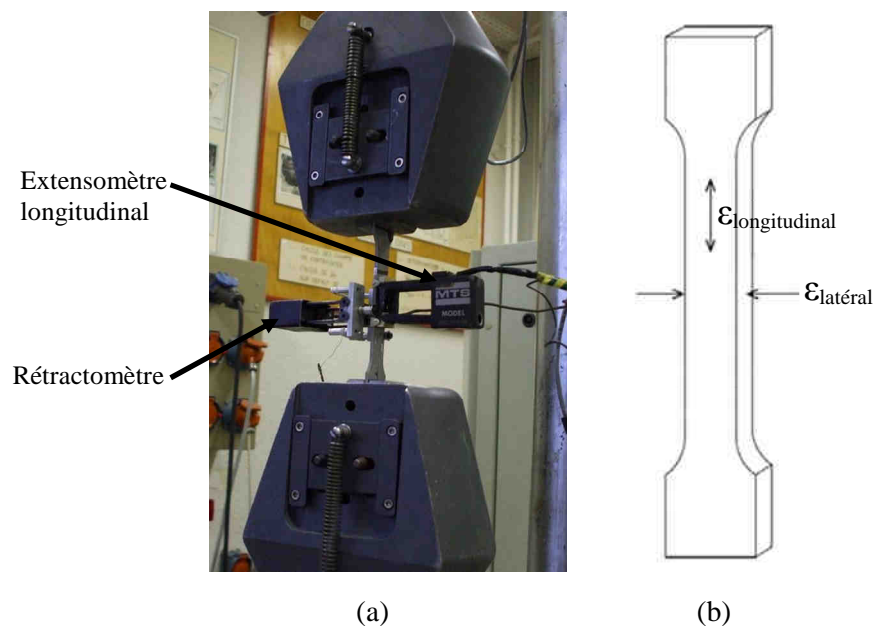 Extensomètre
longitudinal
MTS
MODEL
Rétractomètre
εlongitudinal
εlatéral
(a)
(b)